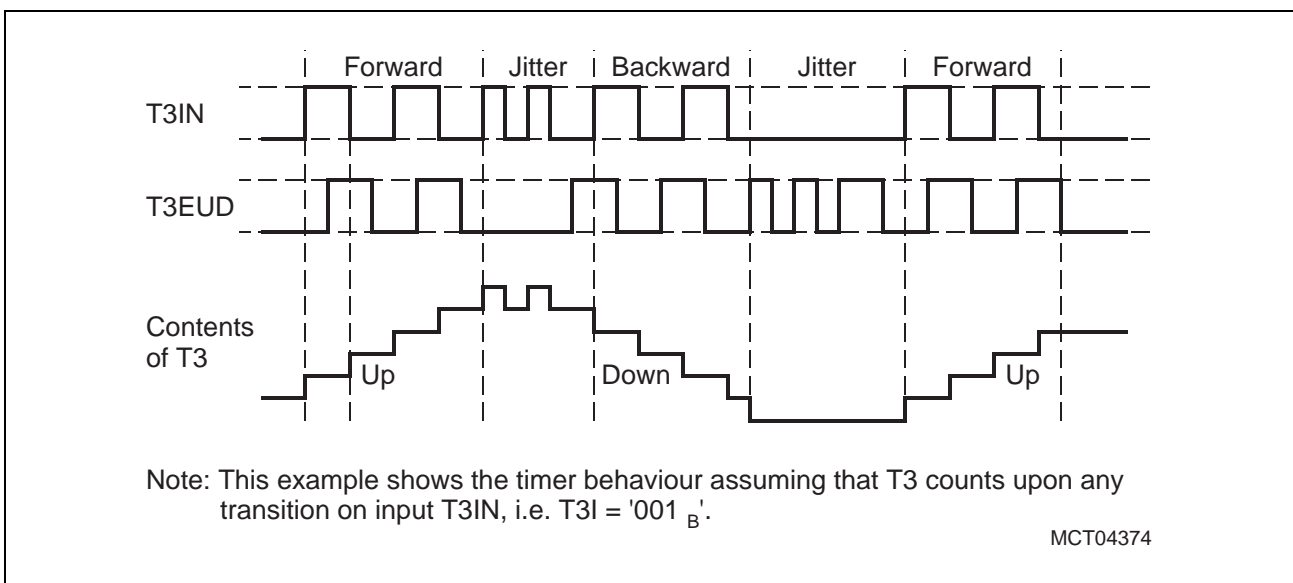 Forward Jitter Backward Jitter Forward
T3IN
T3EUD
Contents
of T3
Up Down Up
Note: This example shows the timer behaviour assuming that T3 counts upon any
transition on input T3IN, i.e. T3I = '001 B'.
MCT04374